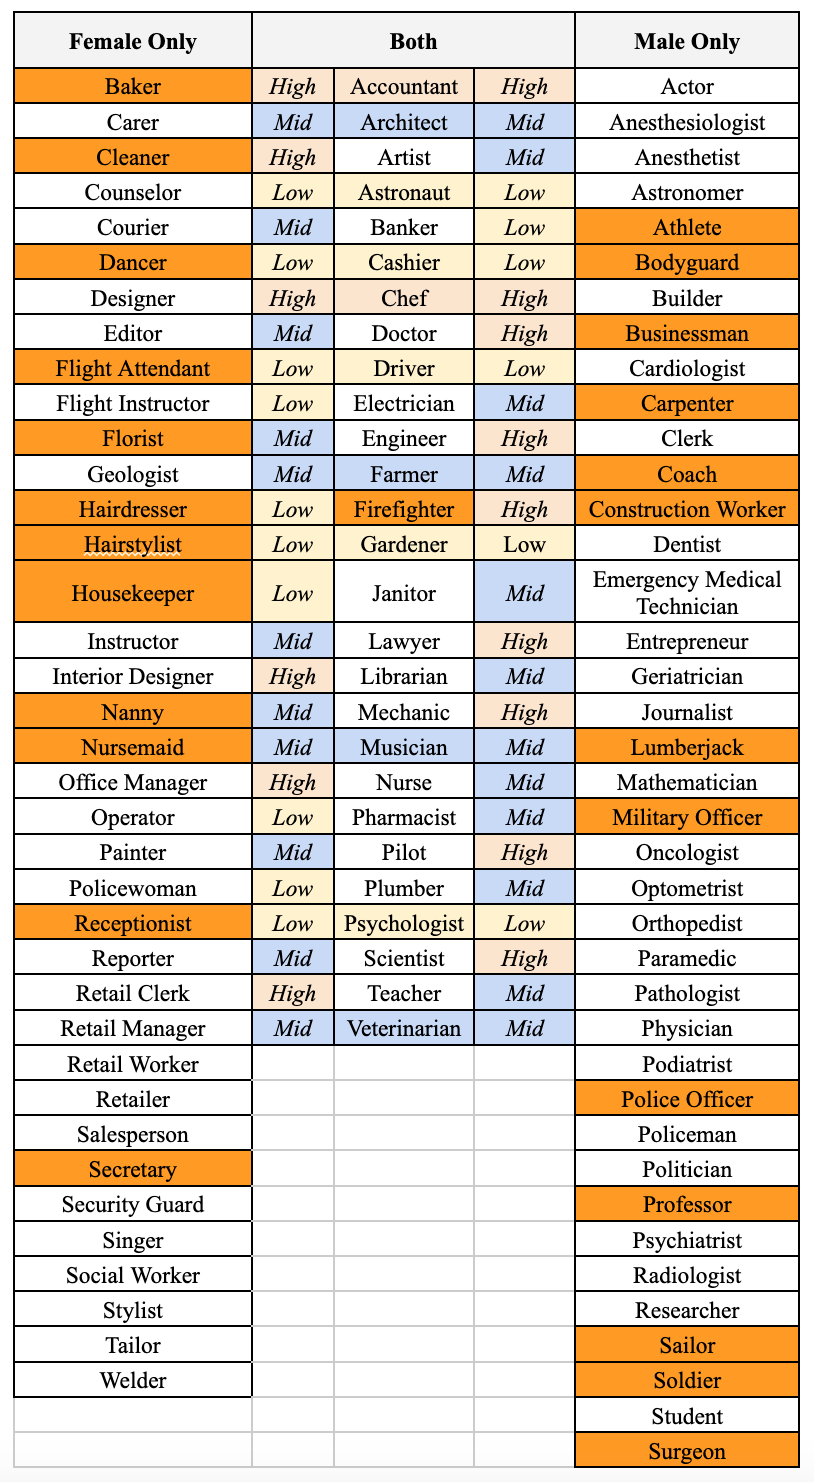 Female Only Both Male Only
Baker High Accountant High Actor
Carer Mid Architect Mid Anesthesiologist
Cleaner High Artist Mid Anesthetist
Counselor Low Astronaut Low Astronomer
Courier Mid Banker Low Athlete
Dancer Low Cashier Low Bodyguard
Designer High Chef High Builder
Editor Mid Doctor High Businessman
Flight Attendant Low Driver Low Cardiologist
Flight Instructor Low Electrician Mid Carpenter
Florist Mid Engineer High Clerk
Geologist Mid Farmer Mid Coach
Hairdresser Low Firefighter High Construction Worker
Hairstylist Low Gardener Low Dentist
Housekeeper Low Janitor Mid Emergency Medical
Technician
Instructor Mid Lawyer High Entrepreneur
Interior Designer High Librarian Mid Geriatrician
Nanny Mid Mechanic High Journalist
Nursemaid Mid Musician Mid Lumberjack
Office Manager High Nurse Mid Mathematician
Operator Low Pharmacist Mid Military Officer
Painter Mid Pilot High Oncologist
Policewoman Low Plumber Mid Optometrist
Receptionist Low Psychologist Low Orthopedist
Reporter Mid Scientist High Paramedic
Retail Clerk High Teacher Mid Pathologist
Retail Manager Mid Veterinarian Mid Physician
Retail Worker Podiatrist
Retailer Police Officer
Salesperson Policeman
Secretary Politician
Security Guard Professor
Singer Psychiatrist
Social Worker Radiologist
Stylist Researcher
Tailor Sailor
Welder Soldier
Student
Surgeon